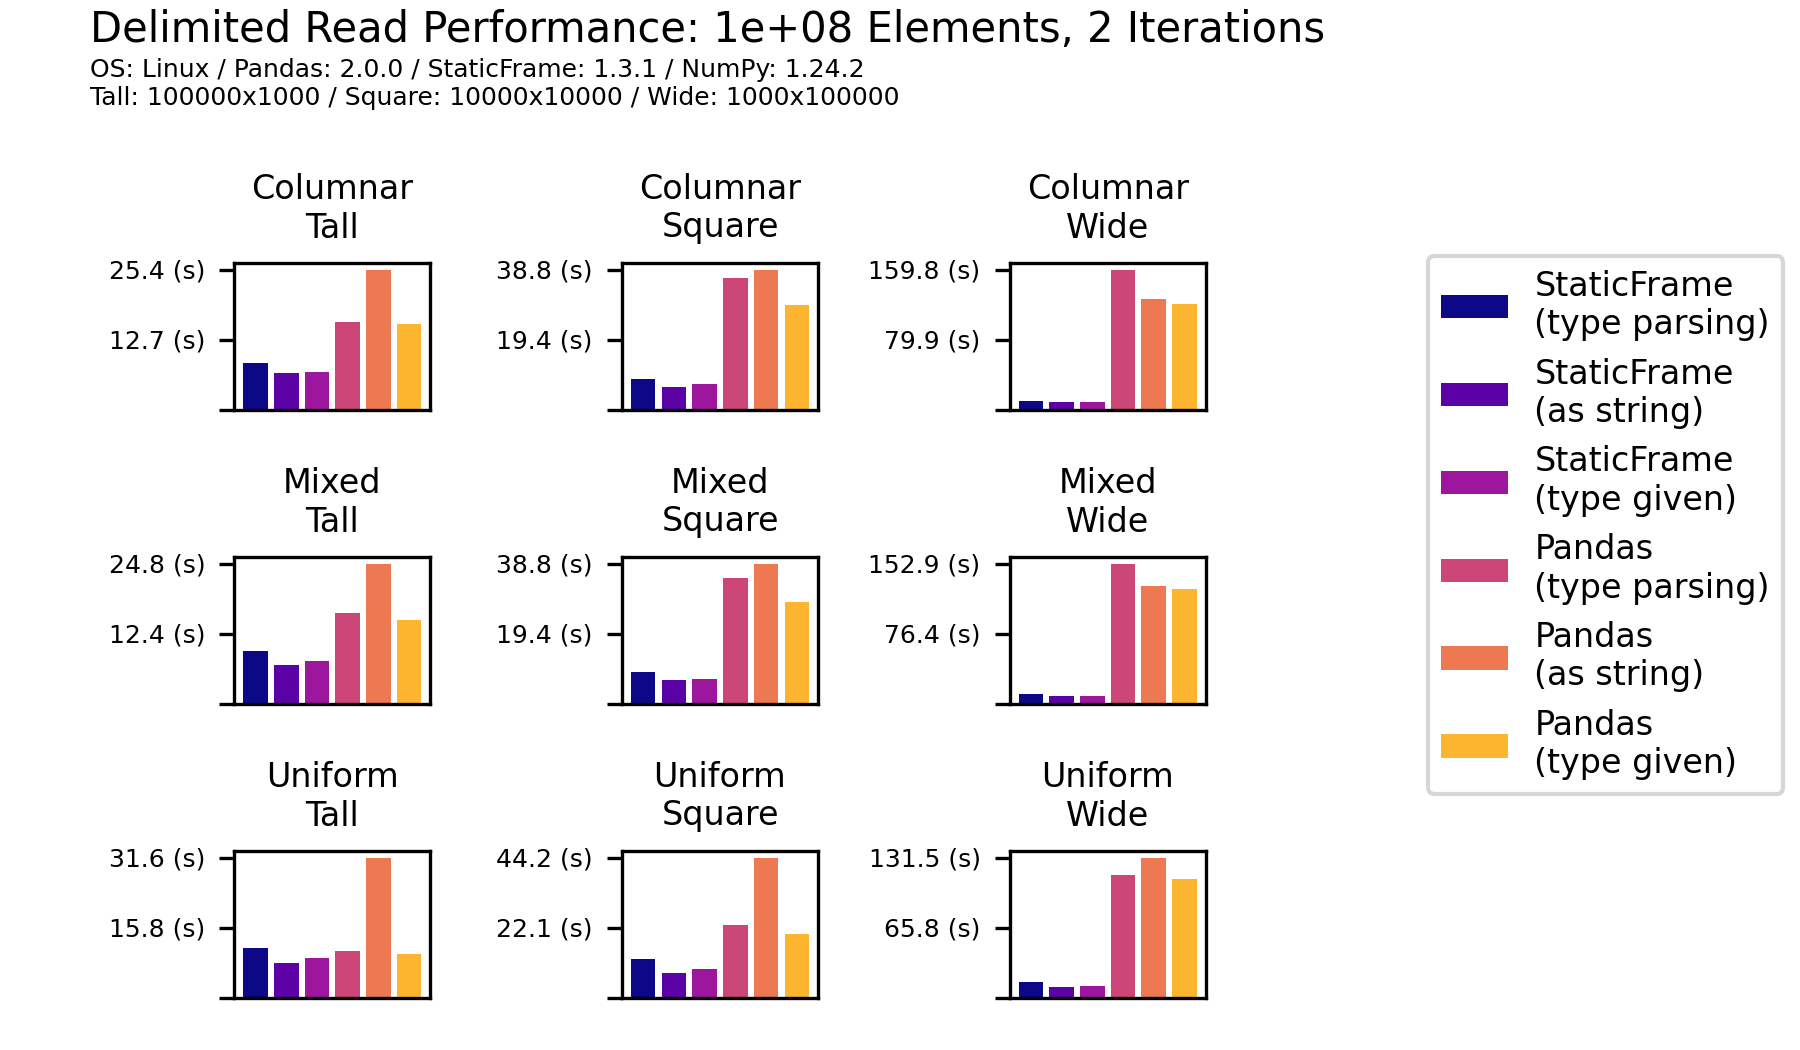 Delimited Read Performance: 1e+08 Elements, 2 Iterations
OS: Linux / Pandas: 2.0.0 / StaticFrame: 1.3.1 / NumPy: 1.24.2
Tall: 100000x1000 / Square: 10000x10000 / Wide: 1000x100000
Columnar
Tall
25.4 (s)
12.7 (s)
Columnar
Square
38.8 (s)
19.4 (s)
Columnar
Wide
159.8 (s)
79.9 (s)
Mixed
Tall
24.8 (s)
12.4 (s)
Mixed
Square
38.8 (s)
19.4 (s)
Mixed
Wide
152.9 (s)
76.4 (s)
Uniform
Tall
31.6 (s)
15.8 (s)
Uniform
Square
44.2 (s)
22.1 (s)
Uniform
Wide
131.5 (s)
65.8 (s)
StaticFrame
(type parsing)
StaticFrame
(as string)
StaticFrame
(type given)
Pandas
(type parsing)
Pandas
(as string)
Pandas
(type given)